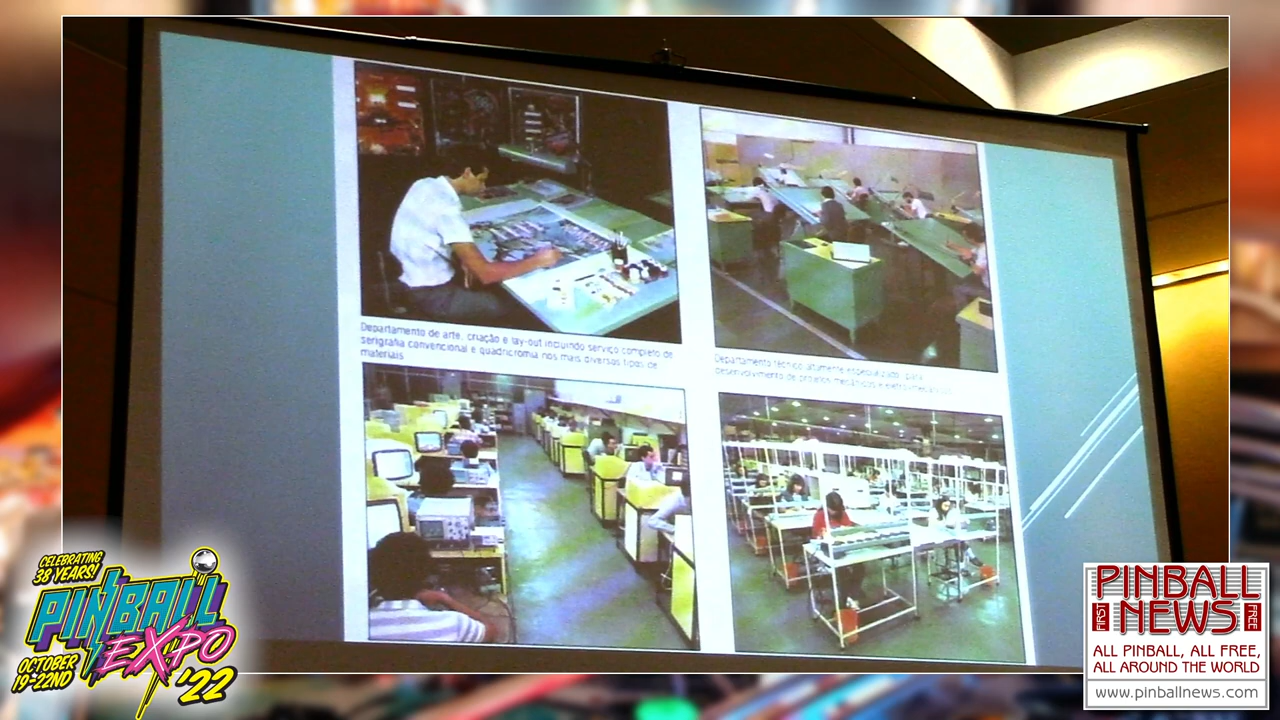 Departamento de arte, criação e lay-out incluindo serviço completo de
serigrafia convencional e quadricromia nos mais diversos tipos de
materiais
Departamento técnico altamente especializado para
desenvolvimento de projetos mecânicos e
CELEBRATING
38 YEARS!
PINBALL
EXPO
OCTOBER
19-22ND
'22
PINBALL
EST. NEWS FREE
ALL PINBALL, ALL FREE,
ALL AROUND THE WORLD
www.pinballnews.com